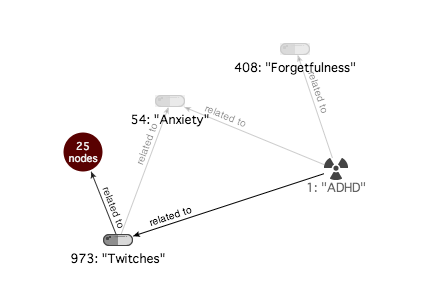 408: "Forgetfulness"
related to
54: "Anxiety"
related to
related to
25
nodes
1: "ADHD"
related to
related to
973: "Twitches"